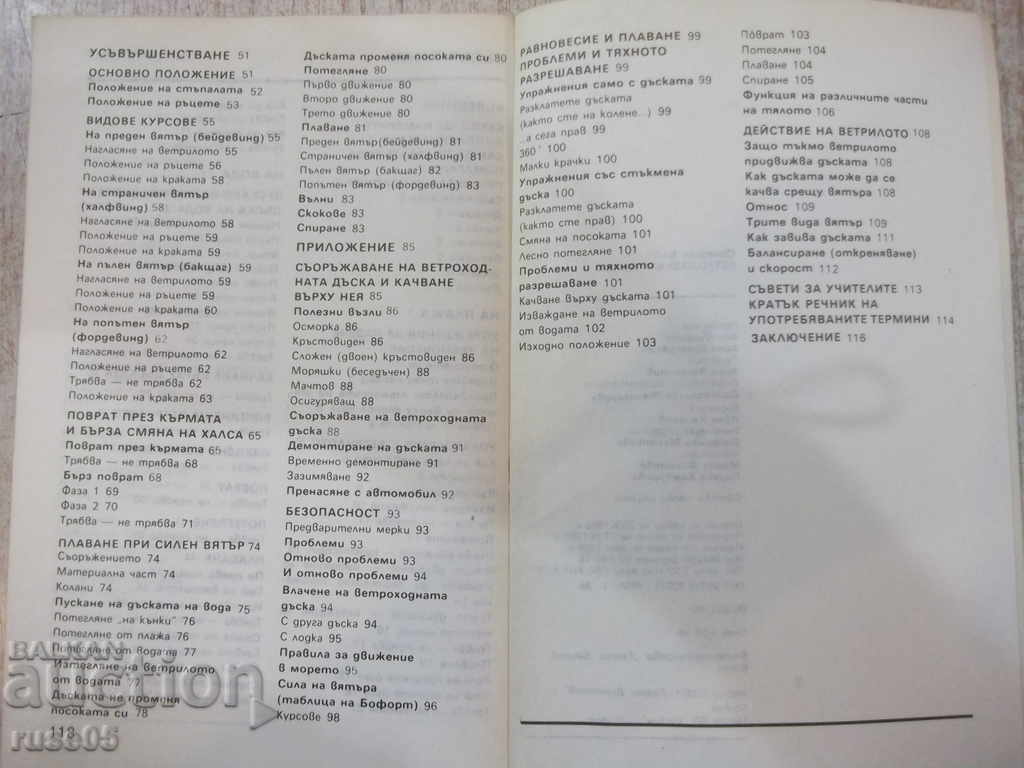 УСЪВЪРШЕНСТВАНЕ 51
ОСНОВНО ПОЛОЖЕНИЕ 51
Положение на стъпалата 52
Положение на ръцете 53
ВИДОВЕ КУРСОВЕ 55
На преден вятър (бейдевинд) 55
Нагласяне на ветрилото 55
Положение на ръцете 56
Положение на краката 58
На страничен вятър
(халфвинд) 58
Нагласяне на ветрилото 58
Положение на ръцете 59
Положение на краката 59
На пълен вятър (бакщаг) 59
Нагласяне на ветрилото 59
Положение на ръцете 59
Положение на краката 60
На попътен вятър
(фордевинд) 62
Нагласяне на ветрилото 62
Положение на ръцете 62
Трябва — не трябва 62
Положение на краката 63
ПОВРАТ ПРЕЗ КЪРМАТА
И БЪРЗА СМЯНА НА ХАЛСА 65
Поврат през кърмата 65
Трябва — не трябва 68
Бърз поврат 68
Фаза 1 69
Фаза 2 70
Трябва — не трябва 71
ПЛАВАНЕ ПРИ СИЛЕН ВЯТЪР 74
Съоръжението 74
Материална част 74
Колани 74
Пускане на дъската на вода 75
Потегляне „на кънки" 76
Потегляне от плажа 76
Потегляне от водата 77
Изтегляне на ветрилото
от водата 77
Дъската не променя
посоката си 78
118
Дъската променя посоката си 80
Потегляне 80
Първо движение 80
Второ движение 80
Трето движение 80
Плаване 81
Преден вятър (бейдевинд) 81
Страничен вятър (халфвинд) 81
Пълен вятър (бакщаг) 82
Попътен вятър (фордевинд) 83
Вълни 83
Скокове 83
Спиране 83
ПРИЛОЖЕНИЕ 85
СЪОРЪЖАВАНЕ НА ВЕТРОХОД-
НАТА ДЪСКА И КАЧВАНЕ
ВЪРХУ НЕЯ 85
Полезни възли 86
Осморка 86
Кръстовиден 86
Сложен (двоен) кръстовиден 86
Моряшки (беседъчен) 88
Мачтов 88
Осигуряващ 88
Съоръжаване на ветроходната
дъска 88
Демонтиране на дъската 91
Временно демонтиране 91
Зазимяване 92
Пренасяне с автомобил 92
БЕЗОПАСНОСТ 93
Предварителни мерки 93
Проблеми 93
Отново проблеми 93
И отново проблеми 94
Влачене на ветроходната
дъска 94
С друга дъска 94
С лодка 95
Правила за движение
в морето 95
Сила на вятъра
(таблица на Бофорт) 96
Курсове 98
РАВНОВЕСИЕ И ПЛАВАНЕ 99
ПРОБЛЕМИ И ТЯХНОТО
РАЗРЕШАВАНЕ 99
Упражнения само с дъската 99
Разклатете дъската
(както сте на колене...) 99
..а сега прав 99
360° 100
Малки крачки 100
Упражнения със стъкмена
дъска 100
Разклатете дъската
(както сте прав) 100
Смяна на посоката 101
Лесно потегляне 101
Проблеми и тяхното
разрешаване 101
Качване върху дъската 101
Изваждане на ветрилото
от водата 102
Изходно положение 103
Поврат 103
Потегляне 104
Плаване 104
Спиране 105
Функция на различните части
на тялото 106
ДЕЙСТВИЕ НА ВЕТРИЛОТО 108
Защо тъкмо ветрилото
придвижва дъската 108
Как дъската може да се
качва срещу вятъра 108
Относ 109
Трите вида вятър 109
Как завива дъската 111
Балансиране (откреняване)
и скорост 112
СЪВЕТИ ЗА УЧИТЕЛИТЕ 113
КРАТЪК РЕЧНИК НА
УПОТРЕБЯВАНИТЕ ТЕРМИНИ 114
ЗАКЛЮЧЕНИЕ 116
BALKAN
auction
rus805